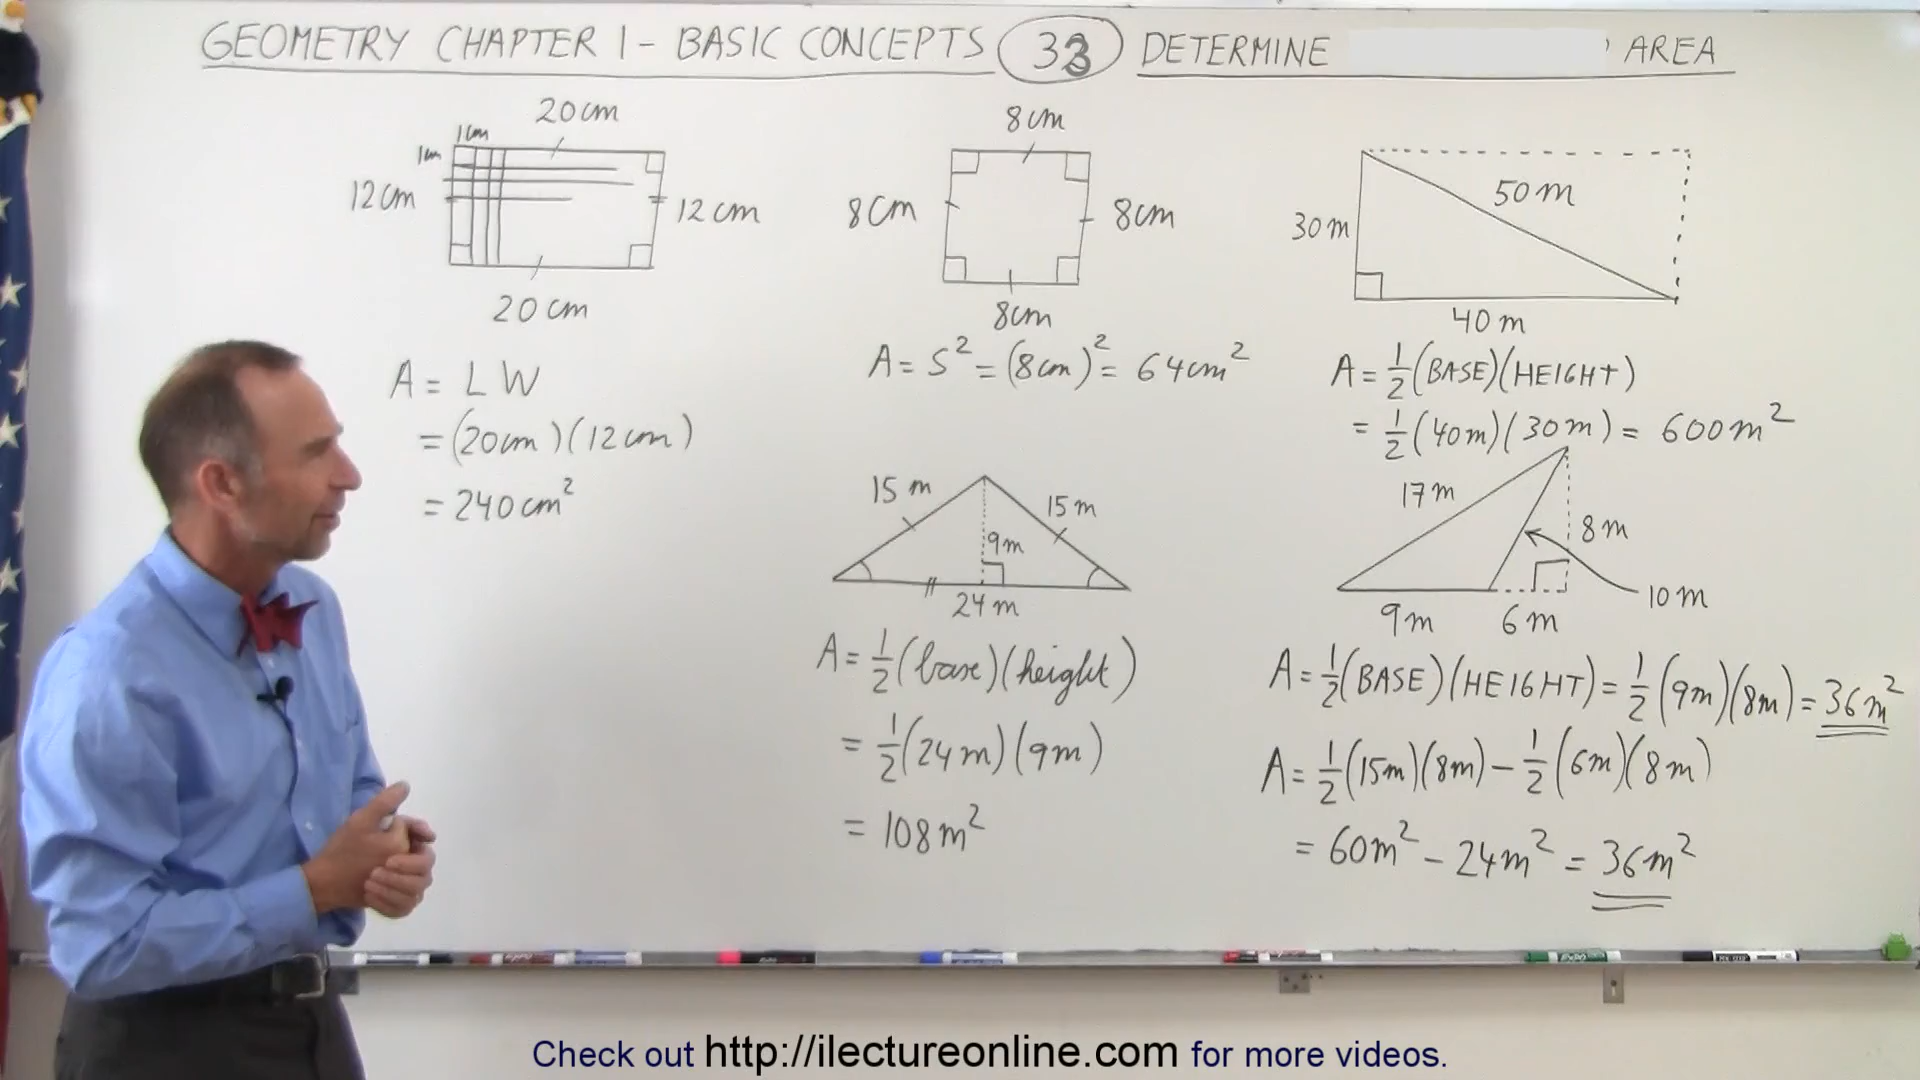 GEOMETRY CHAPTER 1 - BASIC CONCEPTS 33 DETERMINE AREA
20cm
1cm
1cm
12cm
12cm
20cm
A = LW
= (20cm)(12cm)
= 240cm²
8cm
8cm
8cm
8cm
A = S² = (8cm)² = 64cm²
50m
30m
40m
A = 1/2(BASE)(HEIGHT)
= 1/2(40m)(30m) = 600m²
15m
15m
9m
24m
A = 1/2(base)(height)
= 1/2(24m)(9m)
= 108m²
17m
8m
10m
9m
6m
A = 1/2(BASE)(HEIGHT) = 1/2(9m)(8m) = 36m²
A = 1/2(15m)(8m) - 1/2(6m)(8m)
= 60m² - 24m² = 36m²
Check out http://ilectureonline.com for more videos.